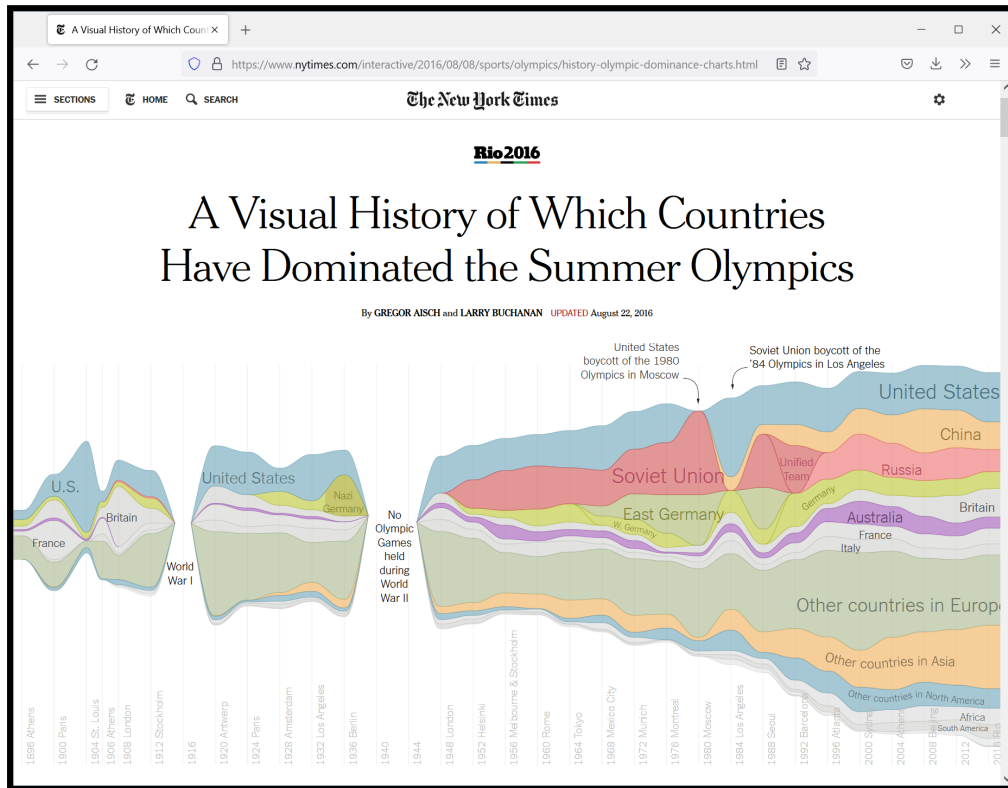 A Visual History of Which Coun
https://www.nytimes.com/interactive/2016/08/08/sports/olympics/history-olympic-dominance-charts.html
SECTIONS
HOME
SEARCH
The New York Times
Rio2016
A Visual History of Which Countries
Have Dominated the Summer Olympics
By GREGOR AISCH and LARRY BUCHANAN UPDATED August 22, 2016
United States
boycott of the 1980
Olympics in Moscow
Soviet Union boycott of the
'84 Olympics in Los Angeles
United States
China
Russia
Britain
Australia
France
Italy
Other countries in Europe
Other countries in Asia
Other countries in North America
Africa
South America
U.S.
Britain
France
World
War I
United States
Nazi
Germany
No
Olympic
Games
held
during
World
War II
Soviet Union
East Germany
W. Germany
Unified
Team
Germany
1896 Athens
1900 Paris
1904 St. Louis
1906 Athens
1908 London
1912 Stockholm
1916
1920 Antwerp
1924 Paris
1928 Amsterdam
1932 Los Angeles
1936 Berlin
1940
1944
1948 London
1952 Helsinki
1956 Melbourne & Stockholm
1960 Rome
1964 Tokyo
1968 Mexico City
1972 Munich
1976 Montreal
1980 Moscow
1984 Los Angeles
1988 Seoul
1992 Barcelona
1996 Atlanta
2000 Sydney
2004 Athens
2008 Beijing
2012
2016 Rio